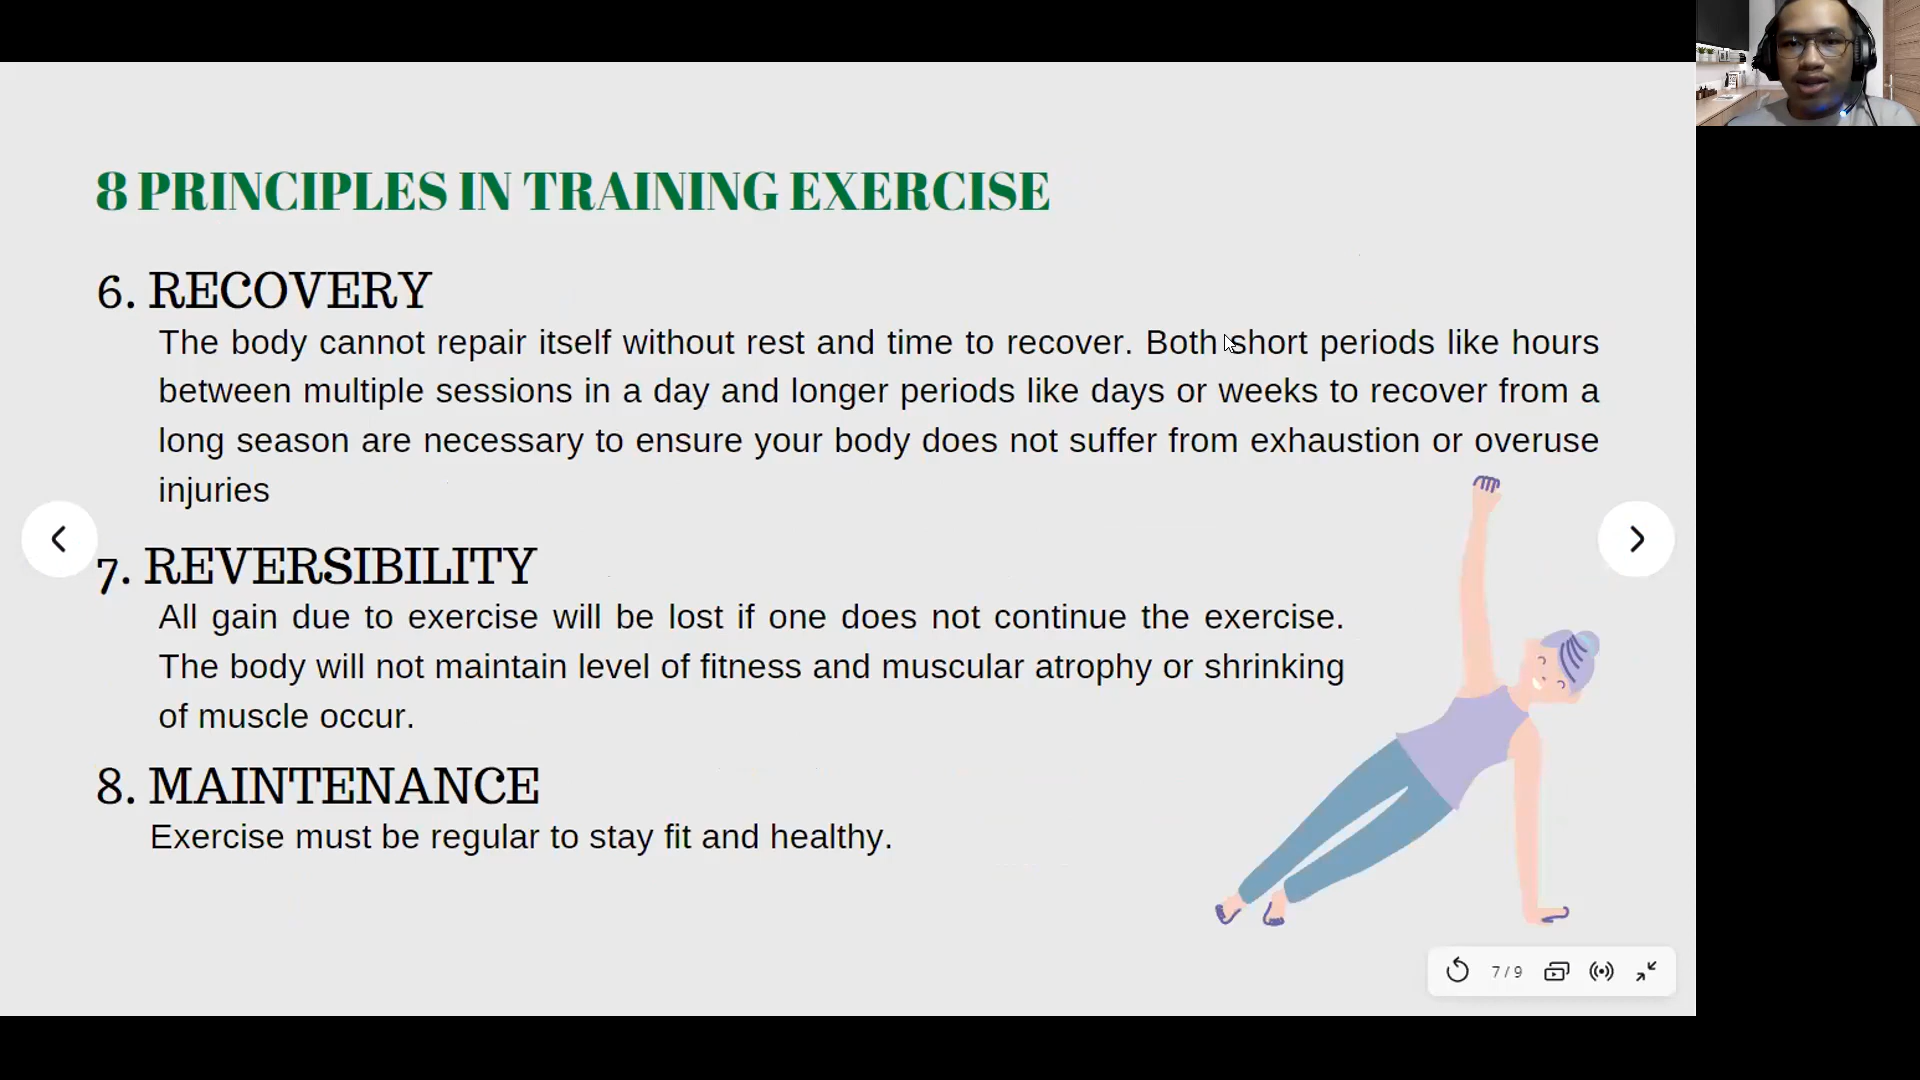 8 PRINCIPLES IN TRAINING EXERCISE
6. RECOVERY
The body cannot repair itself without rest and time to recover. Both short periods like hours
between multiple sessions in a day and longer periods like days or weeks to recover from a
long season are necessary to ensure your body does not suffer from exhaustion or overuse
injuries
7. REVERSIBILITY
All gain due to exercise will be lost if one does not continue the exercise.
The body will not maintain level of fitness and muscular atrophy or shrinking
of muscle occur.
8. MAINTENANCE
Exercise must be regular to stay fit and healthy.
7 / 9